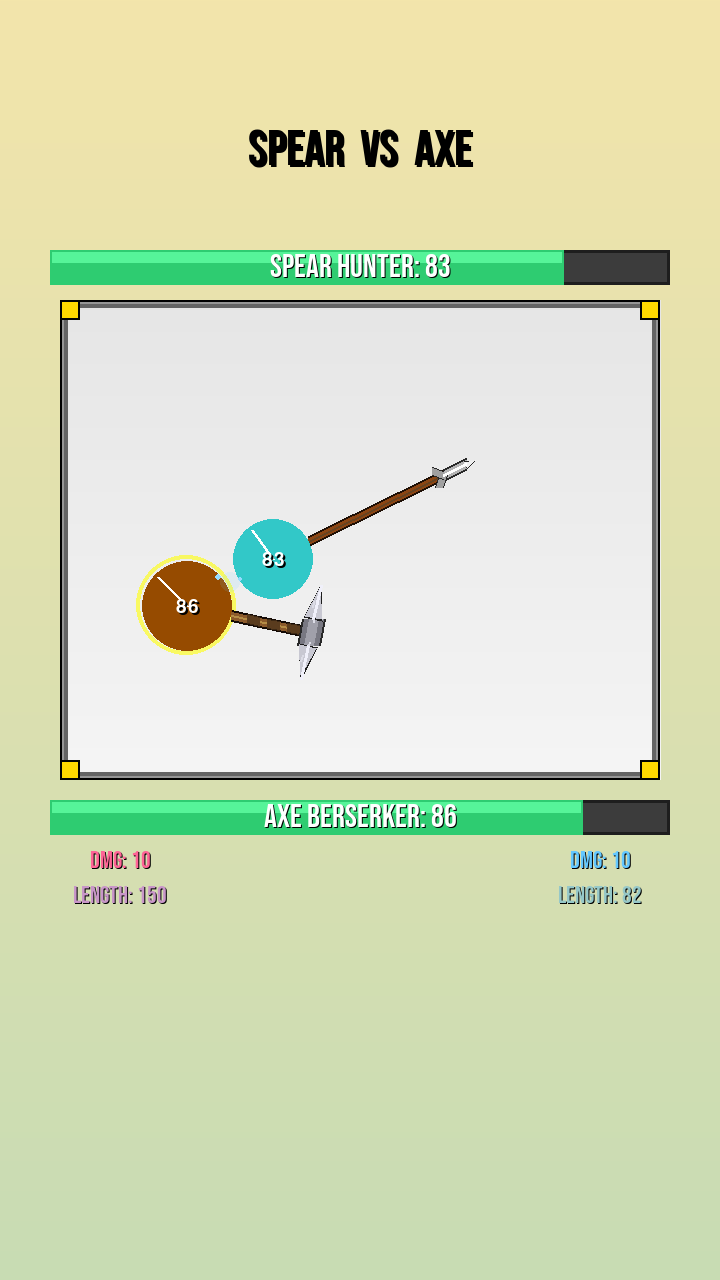 SPEAR VS AXE
SPEAR HUNTER: 83
83
86
AXE BERSERKER: 86
DMG: 10
DMG: 10
LENGTH: 150
LENGTH: 82